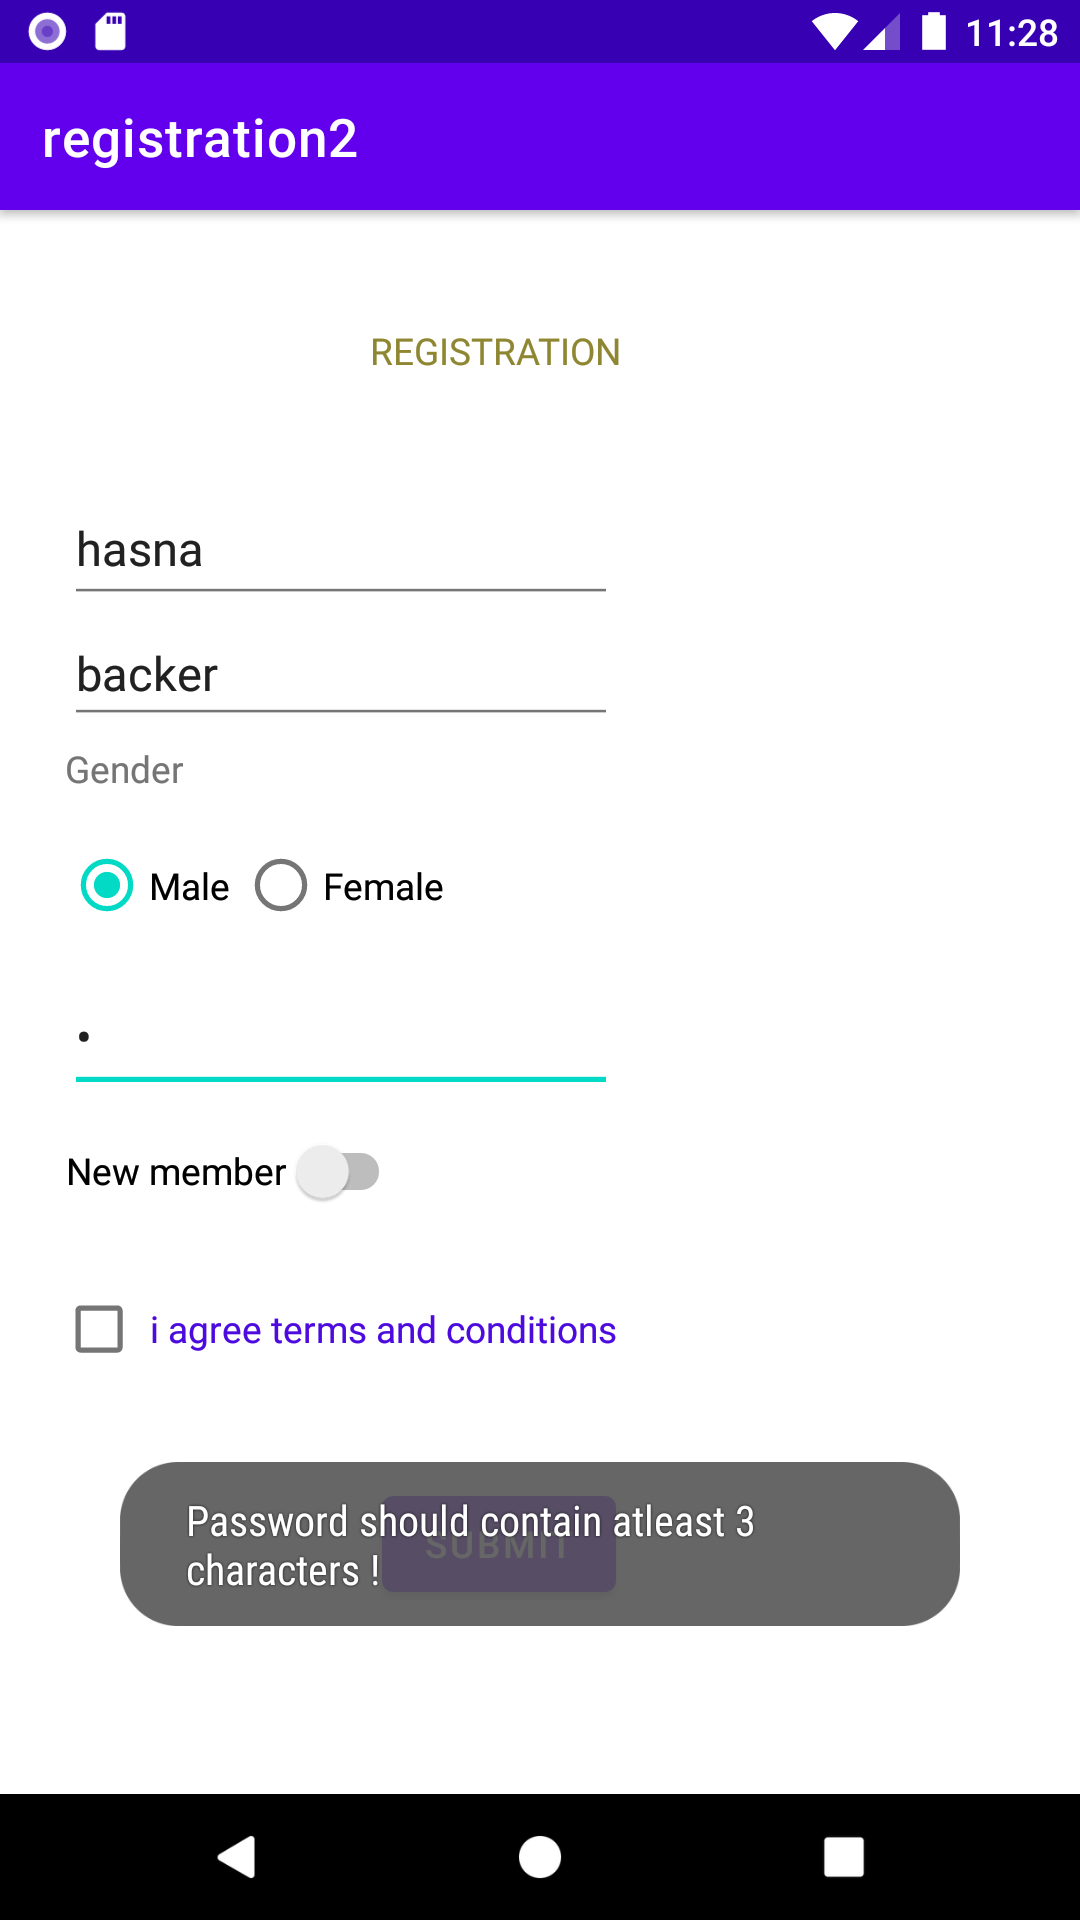 11:28
registration2
REGISTRATION
hasna
backer
Gender
Male Female
•
New member
i agree terms and conditions
SUBMIT
Password should contain atleast 3
characters !